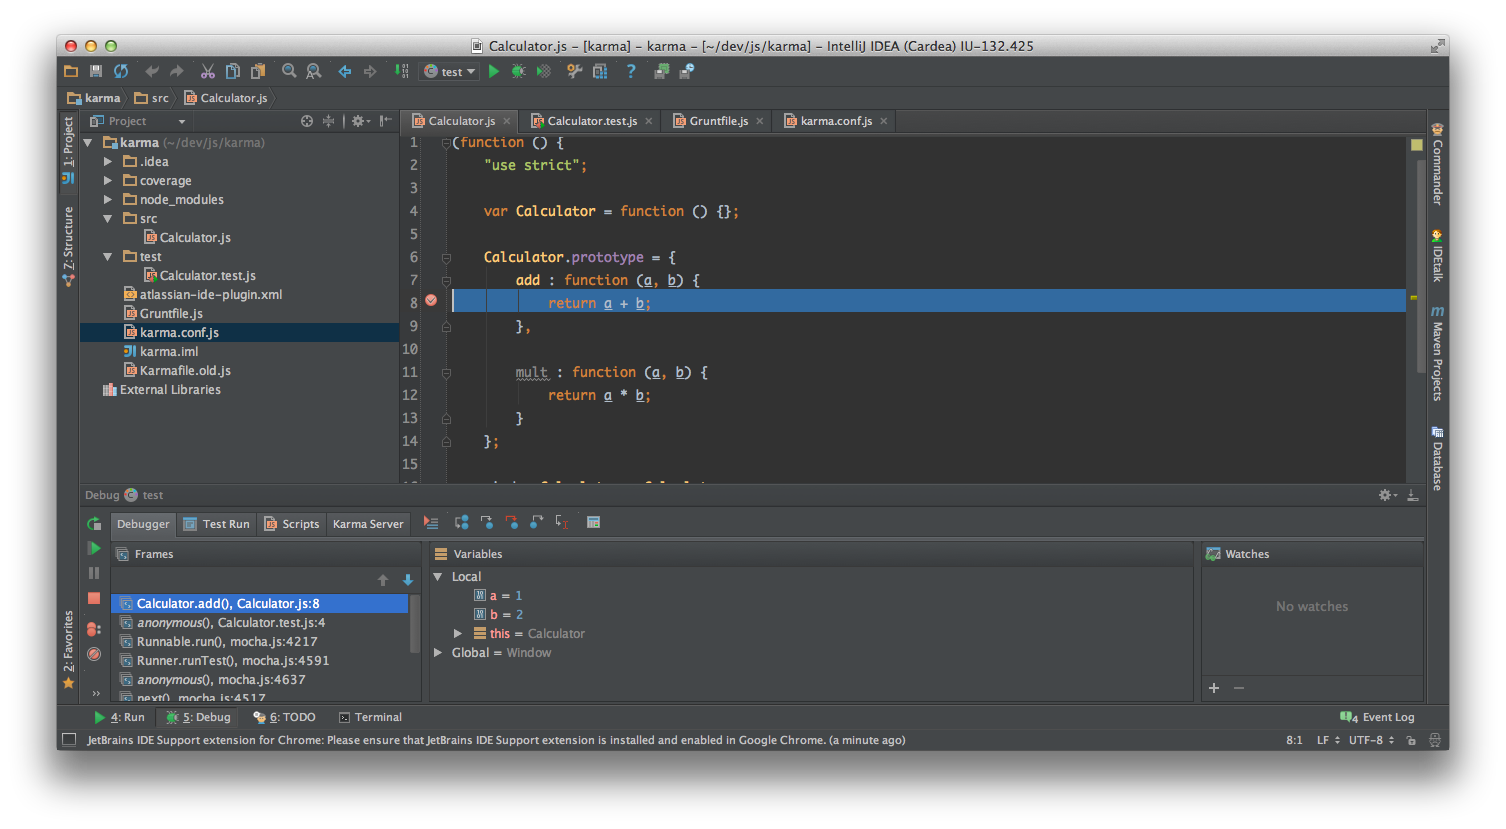 Calculator.js – [karma] – karma – [~/dev/js/karma] – IntelliJ IDEA (Cardea) IU-132.425
test
?
karma
src
Calculator.js
1: Project
7: Structure
2: Favorites
Project
karma (~/dev/js/karma)
.idea
coverage
node_modules
src
Calculator.js
test
Calculator.test.js
atlassian-ide-plugin.xml
Gruntfile.js
karma.conf.js
karma.iml
Karmafile.old.js
External Libraries
Calculator.js
Calculator.test.js
Gruntfile.js
karma.conf.js
1 (function () {
2 "use strict";
3
4 var Calculator = function () {};
5
6 Calculator.prototype = {
7 add : function (a, b) {
8 return a + b;
9 },
10
11 mult : function (a, b) {
12 return a * b;
13 }
14 };
15
Commander
IDEtalk
Maven Projects
Database
Debug test
Debugger
Test Run
Scripts
Karma Server
Frames
Calculator.add(), Calculator.js:8
anonymous(), Calculator.test.js:4
Runnable.run(), mocha.js:4217
Runner.runTest(), mocha.js:4591
anonymous(), mocha.js:4637
next(), mocha.js:4517
Variables
Local
a = 1
b = 2
this = Calculator
Global = Window
Watches
No watches
4: Run
5: Debug
6: TODO
Terminal
4 Event Log
JetBrains IDE Support extension for Chrome: Please ensure that JetBrains IDE Support extension is installed and enabled in Google Chrome. (a minute ago)
8:1
LF
UTF-8